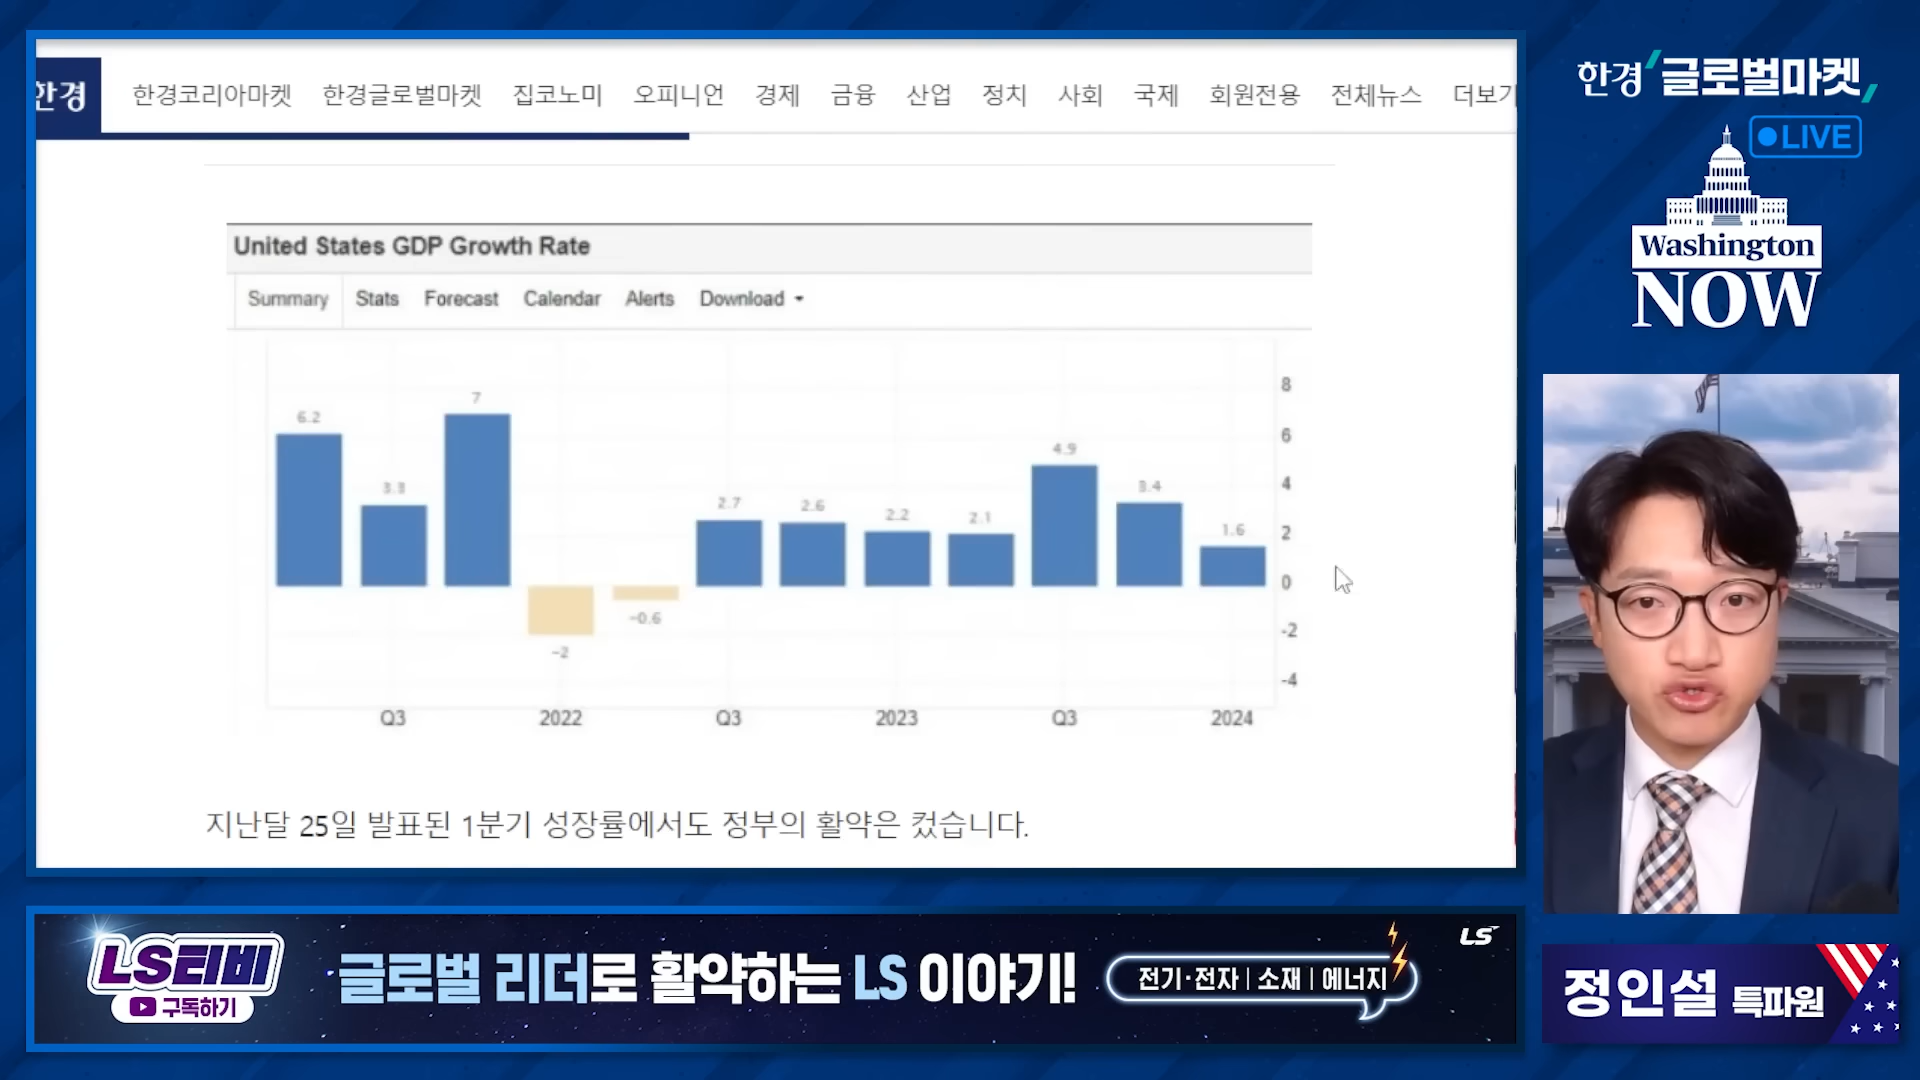 한경 한경코리아마켓 한경글로벌마켓 집코노미 오피니언 경제 금융 산업 정치 사회 국제 회원전용 전체뉴스 더보기
United States GDP Growth Rate
Summary Stats Forecast Calendar Alerts Download
6.2 3.3 7 -2 -0.6 2.7 2.6 2.2 2.1 4.9 3.4 1.6
8
6
4
2
0
-2
-4
Q3 2022 Q3 2023 Q3 2024
지난달 25일 발표된 1분기 성장률에서도 정부의 활약은 컸습니다.
한경 글로벌마켓
LIVE
Washington
NOW
LS티비
구독하기
글로벌 리더로 활약하는 LS 이야기!
전기·전자 | 소재 | 에너지
LS
정인설 특파원